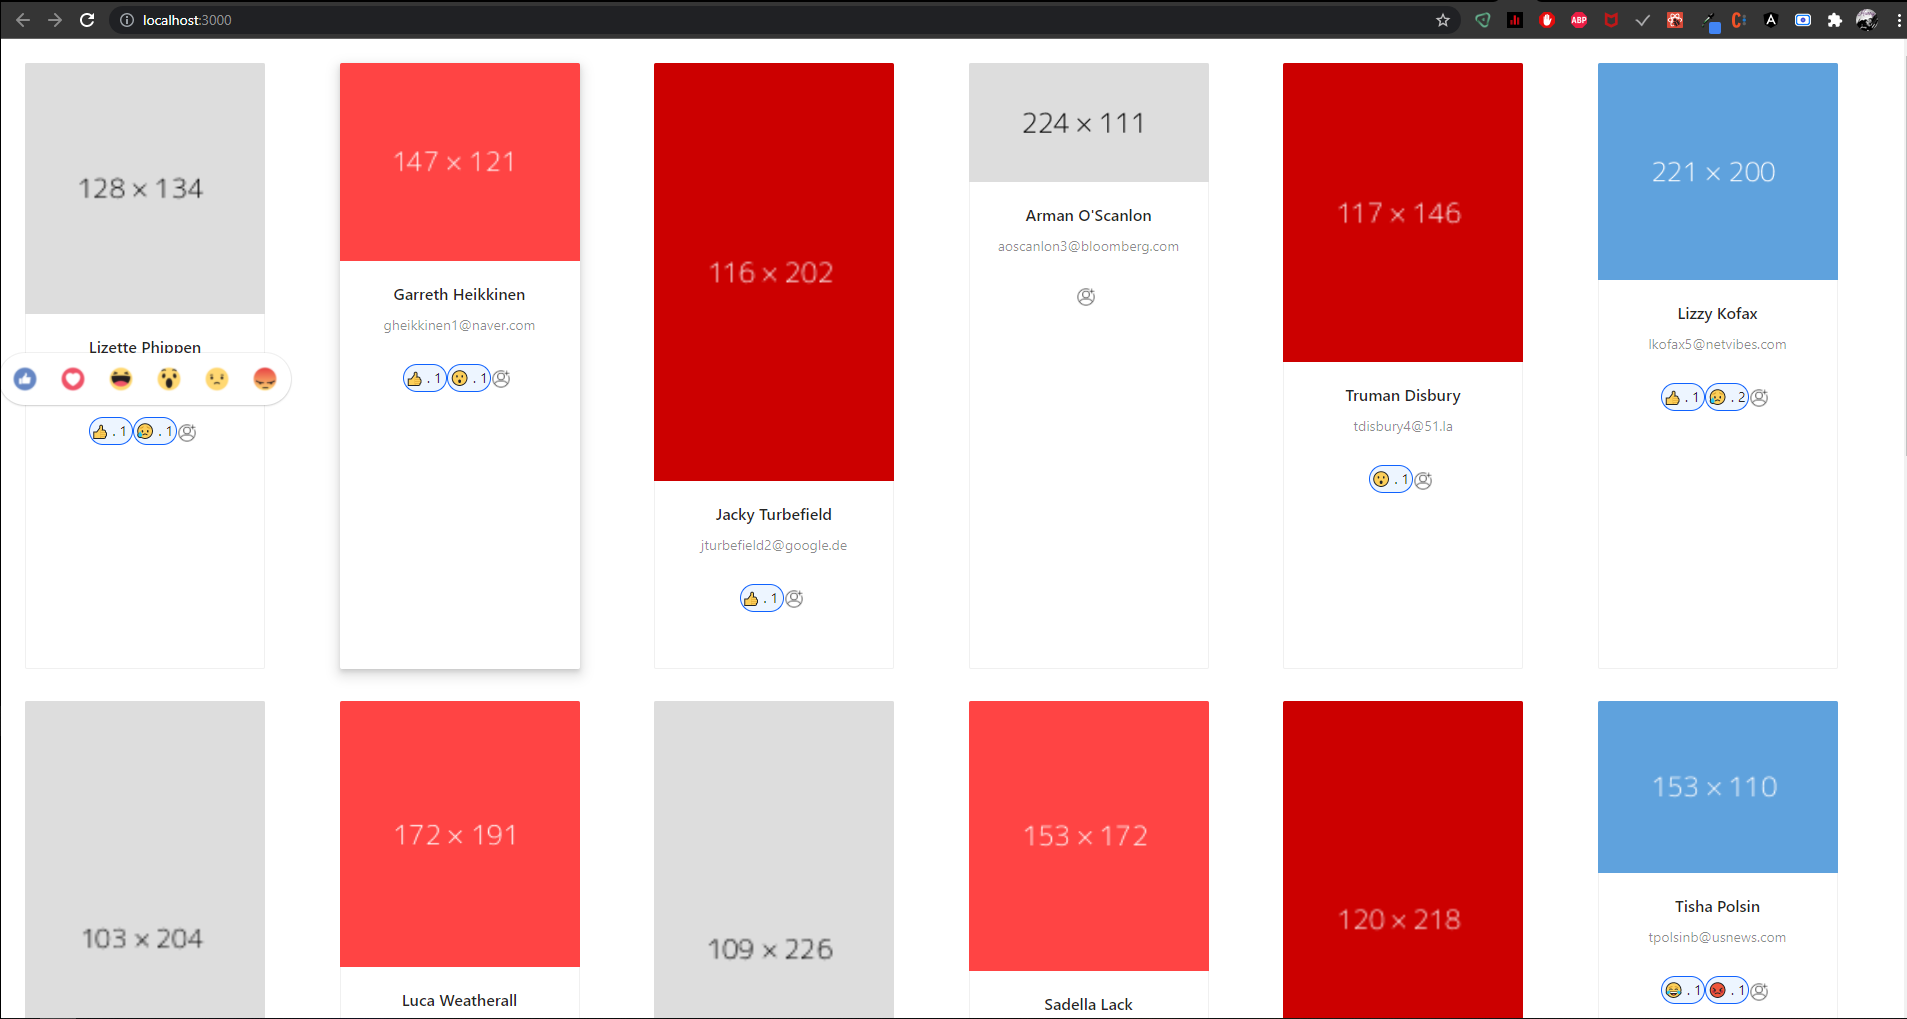 localhost:3000
ABP
128 × 134
Lizette Phippen
👍 . 1 😥 . 1
147 × 121
Garreth Heikkinen
gheikkinen1@naver.com
👍 . 1 😮 . 1
116 × 202
Jacky Turbefield
jturbefield2@google.de
👍 . 1
224 × 111
Arman O'Scanlon
aoscanlon3@bloomberg.com
117 × 146
Truman Disbury
tdisbury4@51.la
😮 . 1
221 × 200
Lizzy Kofax
lkofax5@netvibes.com
👍 . 1 😥 . 2
103 × 204
172 × 191
Luca Weatherall
109 × 226
153 × 172
Sadella Lack
120 × 218
153 × 110
Tisha Polsin
tpolsinb@usnews.com
😄 . 1 😡 . 1